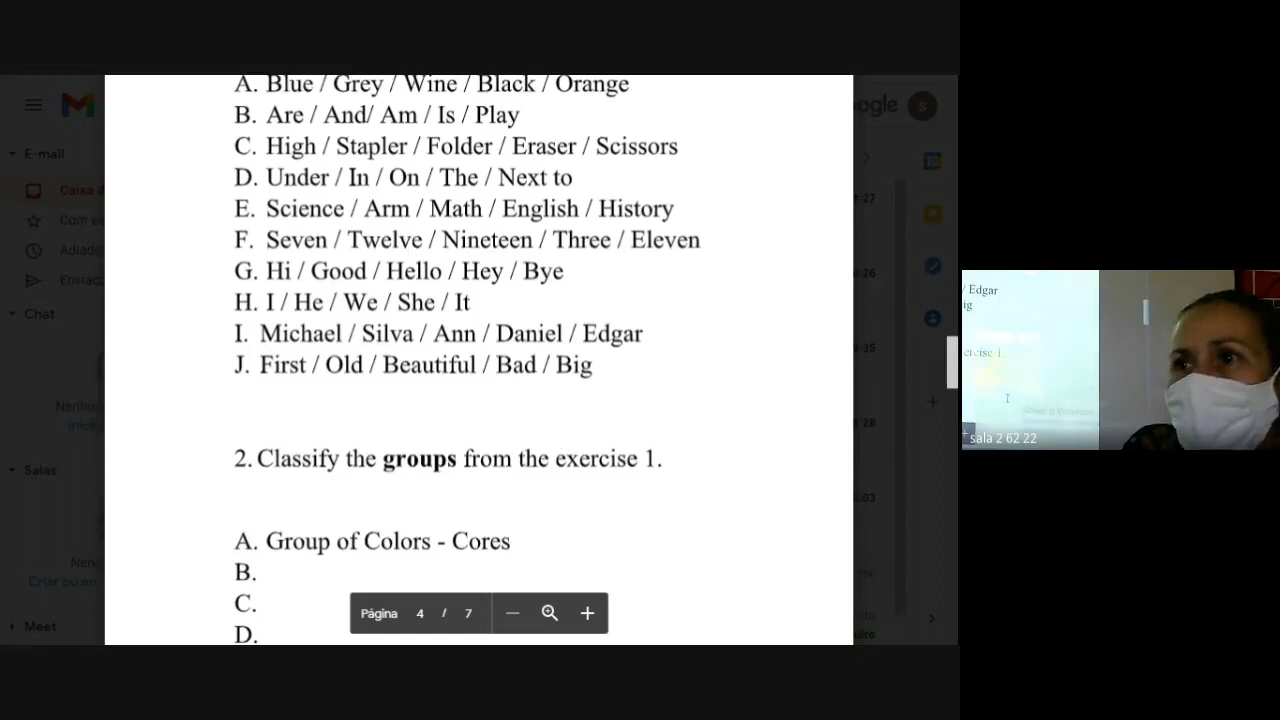 A. Blue / Grey / Wine / Black / Orange
B. Are / And/ Am / Is / Play
C. High / Stapler / Folder / Eraser / Scissors
D. Under / In / On / The / Next to
E. Science / Arm / Math / English / History
F. Seven / Twelve / Nineteen / Three / Eleven
G. Hi / Good / Hello / Hey / Bye
H. I / He / We / She / It
I. Michael / Silva / Ann / Daniel / Edgar
J. First / Old / Beautiful / Bad / Big
2. Classify the groups from the exercise 1.
A. Group of Colors - Cores
B.
C.
D.
Página 4 / 7
E-mail
Caixa
Chat
Salas
Criar ou
Meet
S
/ Edgar
sala 2 62 22